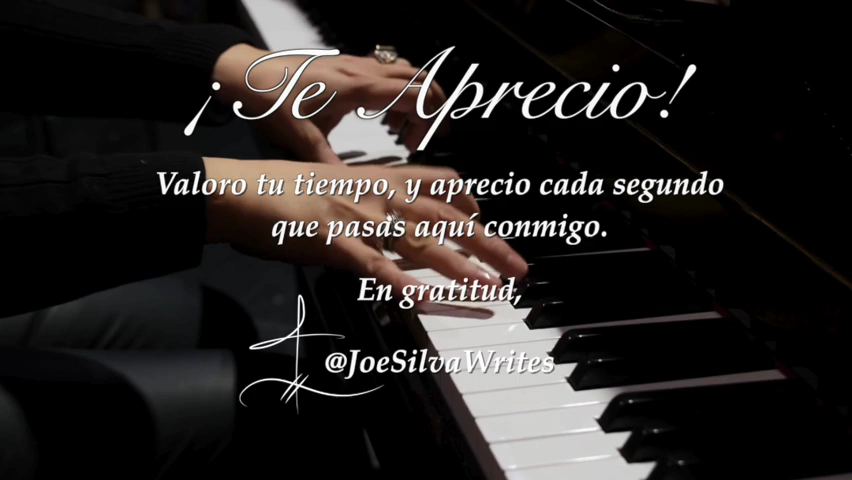 ¡Te Aprecio!
Valoro tu tiempo, y aprecio cada segundo
que pasas aquí conmigo.
En gratitud,
@JoeSilvaWrites